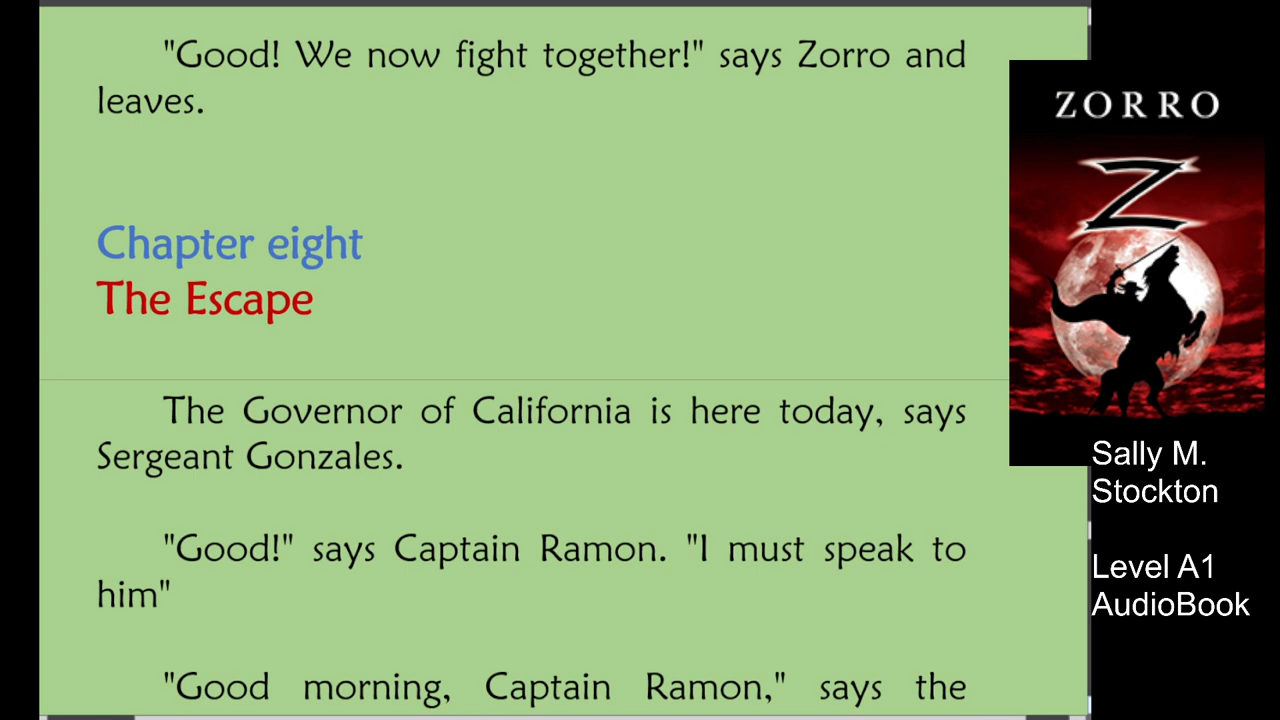 "Good! We now fight together!" says Zorro and
leaves.
Chapter eight
The Escape
The Governor of California is here today, says
Sergeant Gonzales.
"Good!" says Captain Ramon. "I must speak to
him"
"Good morning, Captain Ramon," says the
ZORRO
Z
Sally M.
Stockton
Level A1
AudioBook